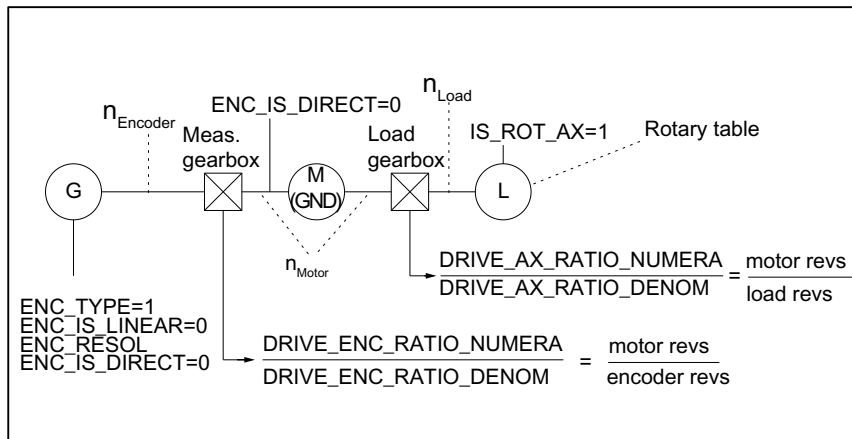 n_Encoder
ENC_IS_DIRECT=0
n_Load
Meas.
gearbox
Load
gearbox
IS_ROT_AX=1
Rotary table
G
M
(GND)
L
n_Motor
DRIVE_AX_RATIO_NUMERA
DRIVE_AX_RATIO_DENOM
=
motor revs
load revs
ENC_TYPE=1
ENC_IS_LINEAR=0
ENC_RESOL
ENC_IS_DIRECT=0
DRIVE_ENC_RATIO_NUMERA
DRIVE_ENC_RATIO_DENOM
=
motor revs
encoder revs